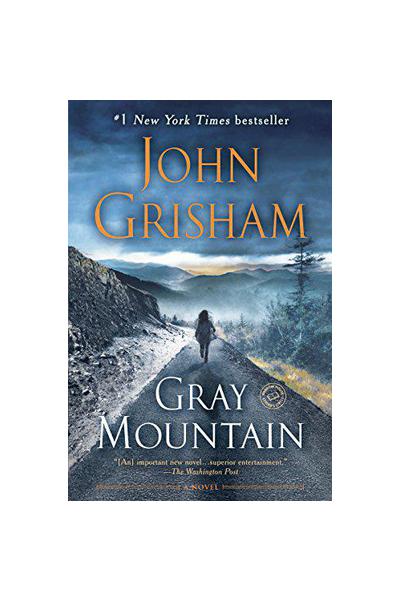 #1 New York Times bestseller
JOHN
GRISHAM
GRAY
MOUNTAIN
"[An] important new novel...superior entertainment."
—The Washington Post
A NOVEL